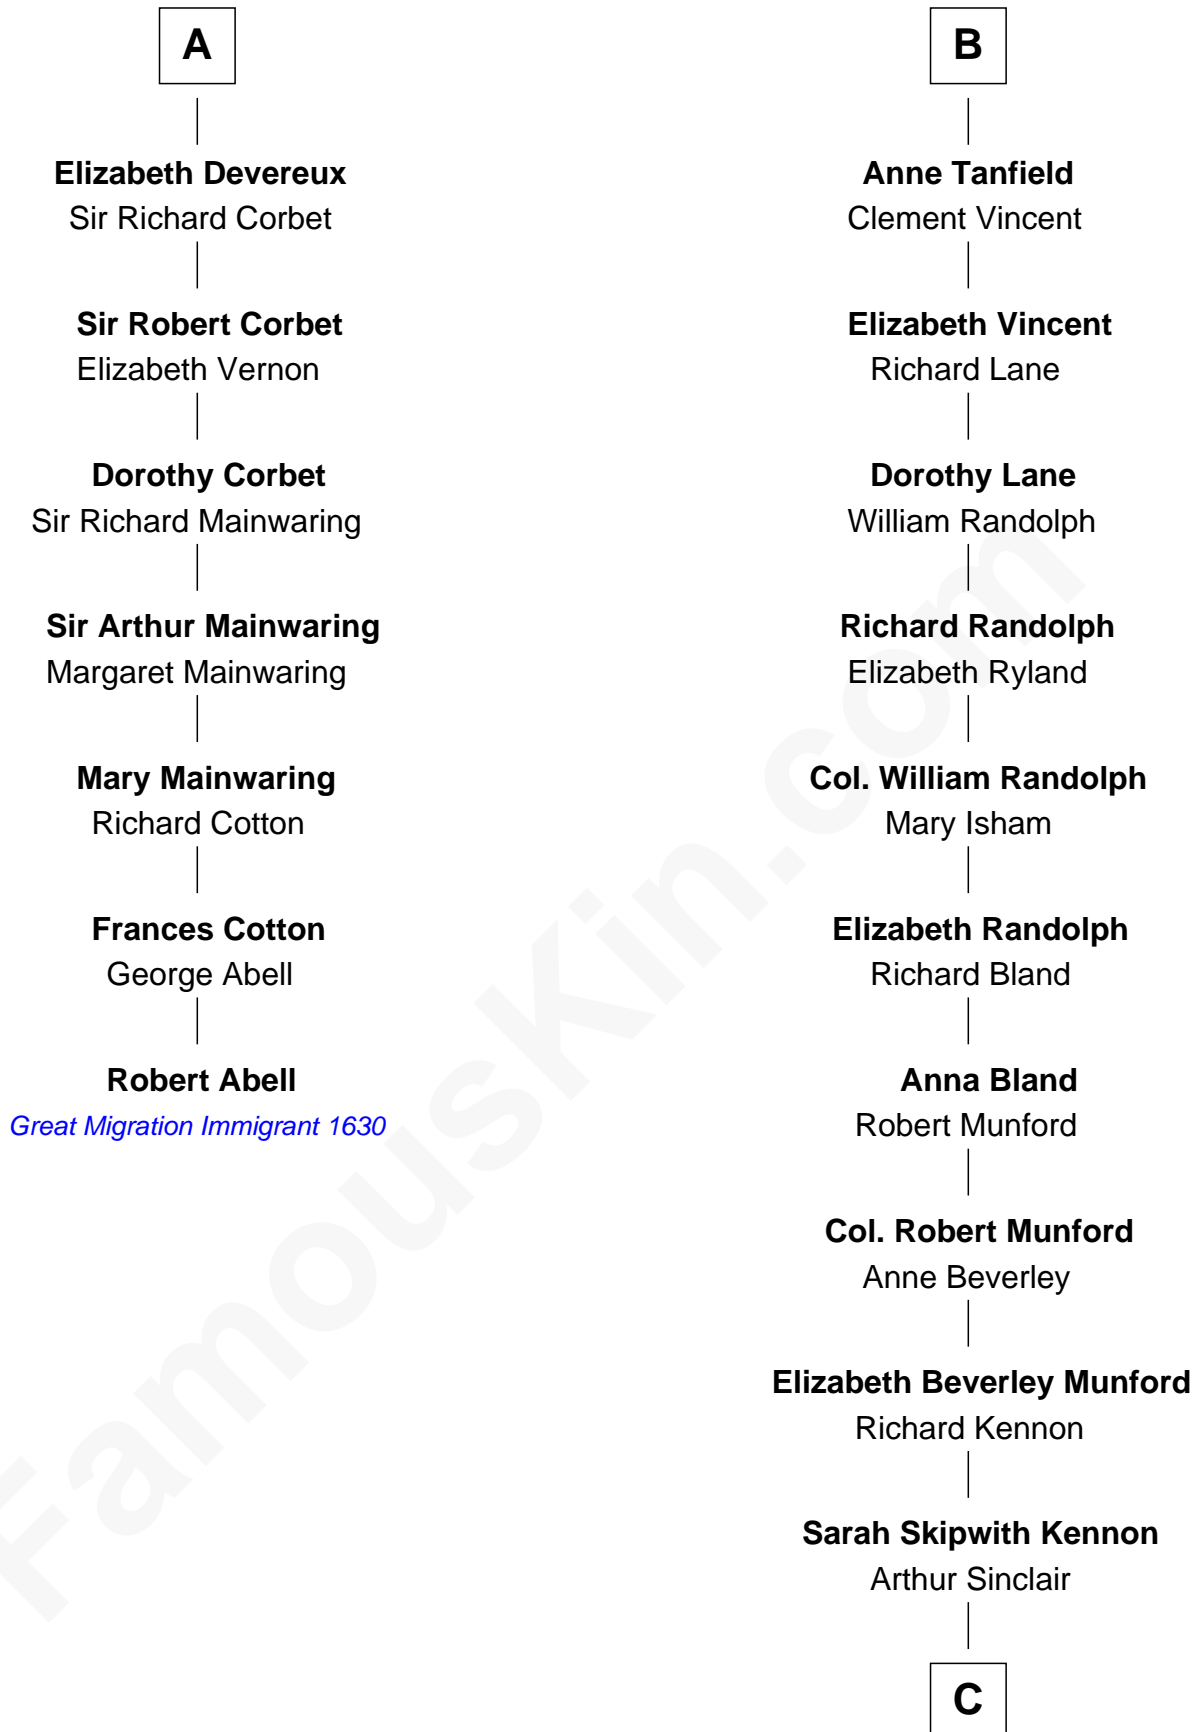 A
Elizabeth Devereux
Sir Richard Corbet
Sir Robert Corbet
Elizabeth Vernon
Dorothy Corbet
Sir Richard Mainwaring
Sir Arthur Mainwaring
Margaret Mainwaring
Mary Mainwaring
Richard Cotton
Frances Cotton
George Abell
Robert Abell
Great Migration Immigrant 1630
B
Anne Tanfield
Clement Vincent
Elizabeth Vincent
Richard Lane
Dorothy Lane
William Randolph
Richard Randolph
Elizabeth Ryland
Col. William Randolph
Mary Isham
Elizabeth Randolph
Richard Bland
Anna Bland
Robert Munford
Col. Robert Munford
Anne Beverley
Elizabeth Beverley Munford
Richard Kennon
Sarah Skipwith Kennon
Arthur Sinclair
C
FamousKin.com